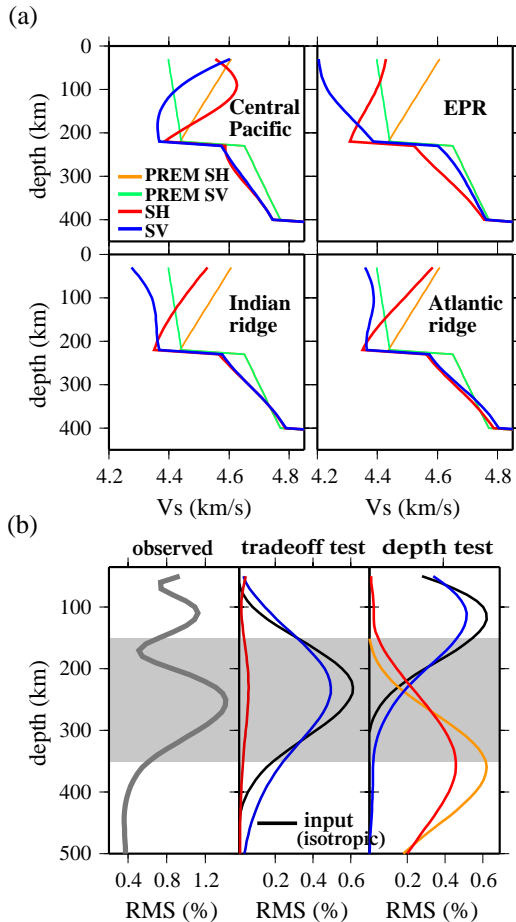 (a)
0
100
200
300
400
depth (km)
Central
Pacific
PREM SH
PREM SV
SH
SV
EPR
0
100
200
300
400
depth (km)
Indian
ridge
Atlantic
ridge
4.2 4.4 4.6 4.8
4.2 4.4 4.6 4.8
Vs (km/s) Vs (km/s)
(b)
observed tradeoff test depth test
100
200
300
400
500
depth (km)
input
(isotropic)
0.4 0.8 1.2
0.2 0.4 0.6
0.2 0.4 0.6
RMS (%) RMS (%) RMS (%)